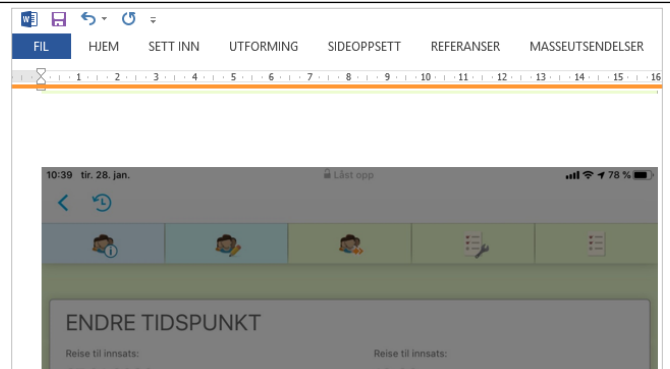 FIL HJEM SETT INN UTFORMING SIDEOPPSETT REFERANSER MASSEUTSENDELSER
1 2 3 4 5 6 7 8 9 10 11 12 13 14 15 16
10:39 tir. 28. jan. Låst opp 78 %
ENDRE TIDSPUNKT
Reise til innsats: Reise til innsats: